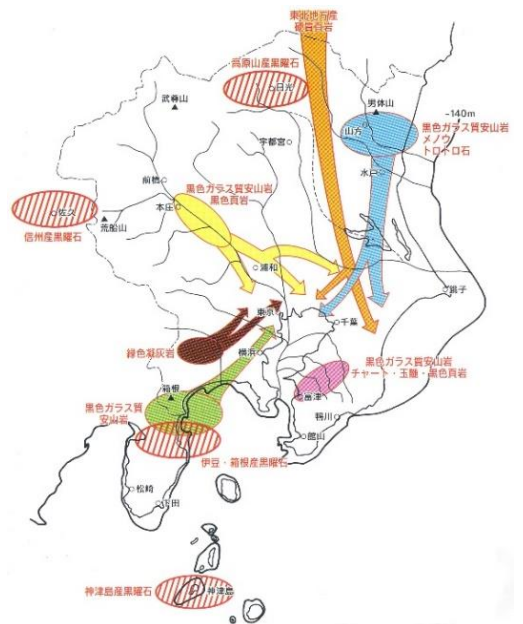 東北地方産
硬質頁岩
高原山産黒曜石
日光
武尊山
男体山
-140m
山方
黒色ガラス質安山岩
メノウ
トロトロ石
宇都宮
水戸
前橋
黒色ガラス質安山岩
黒色頁岩
本庄
佐久
荒船山
信州産黒曜石
浦和
銚子
東京
千葉
緑色凝灰岩
横浜
黒色ガラス質安山岩
チャート・玉髄・黒色頁岩
箱根
富津
黒色ガラス質
安山岩
鴨川
館山
伊豆・箱根産黒曜石
松崎
下田
神津島産黒曜石
神津島